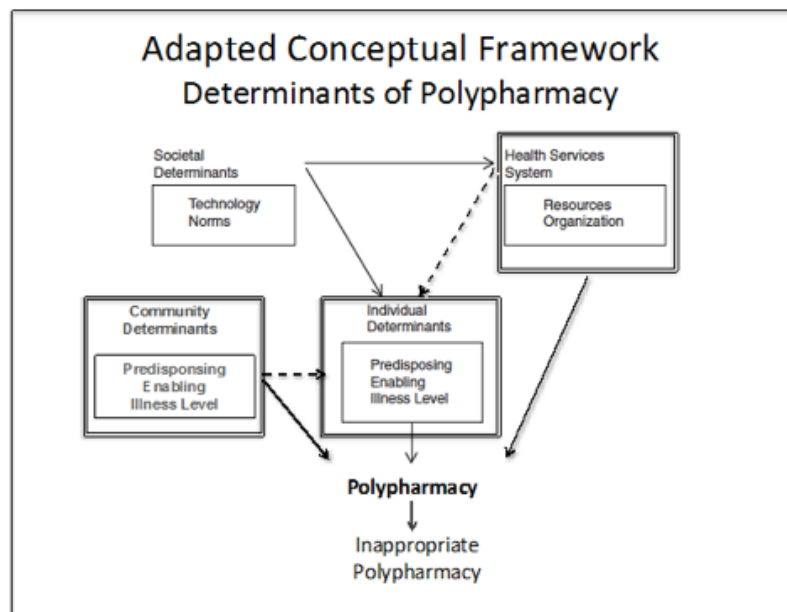 Adapted Conceptual Framework
Determinants of Polypharmacy
Societal
Determinants
Technology
Norms
Health Services
System
Resources
Organization
Community
Determinants
Predisponsing
Enabling
Illness Level
Individual
Determinants
Predisposing
Enabling
Illness Level
Polypharmacy
Inappropriate
Polypharmacy